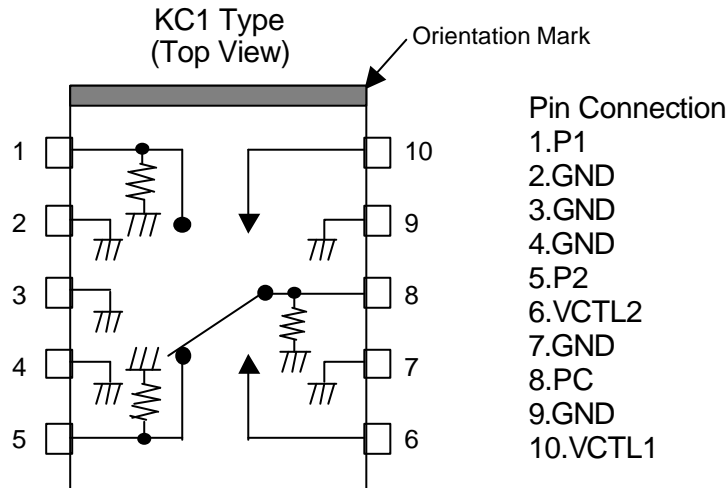 KC1 Type
(Top View)
Orientation Mark
Pin Connection
1.P1
2.GND
3.GND
4.GND
5.P2
6.VCTL2
7.GND
8.PC
9.GND
10.VCTL1
1
2
3
4
5
10
9
8
7
6